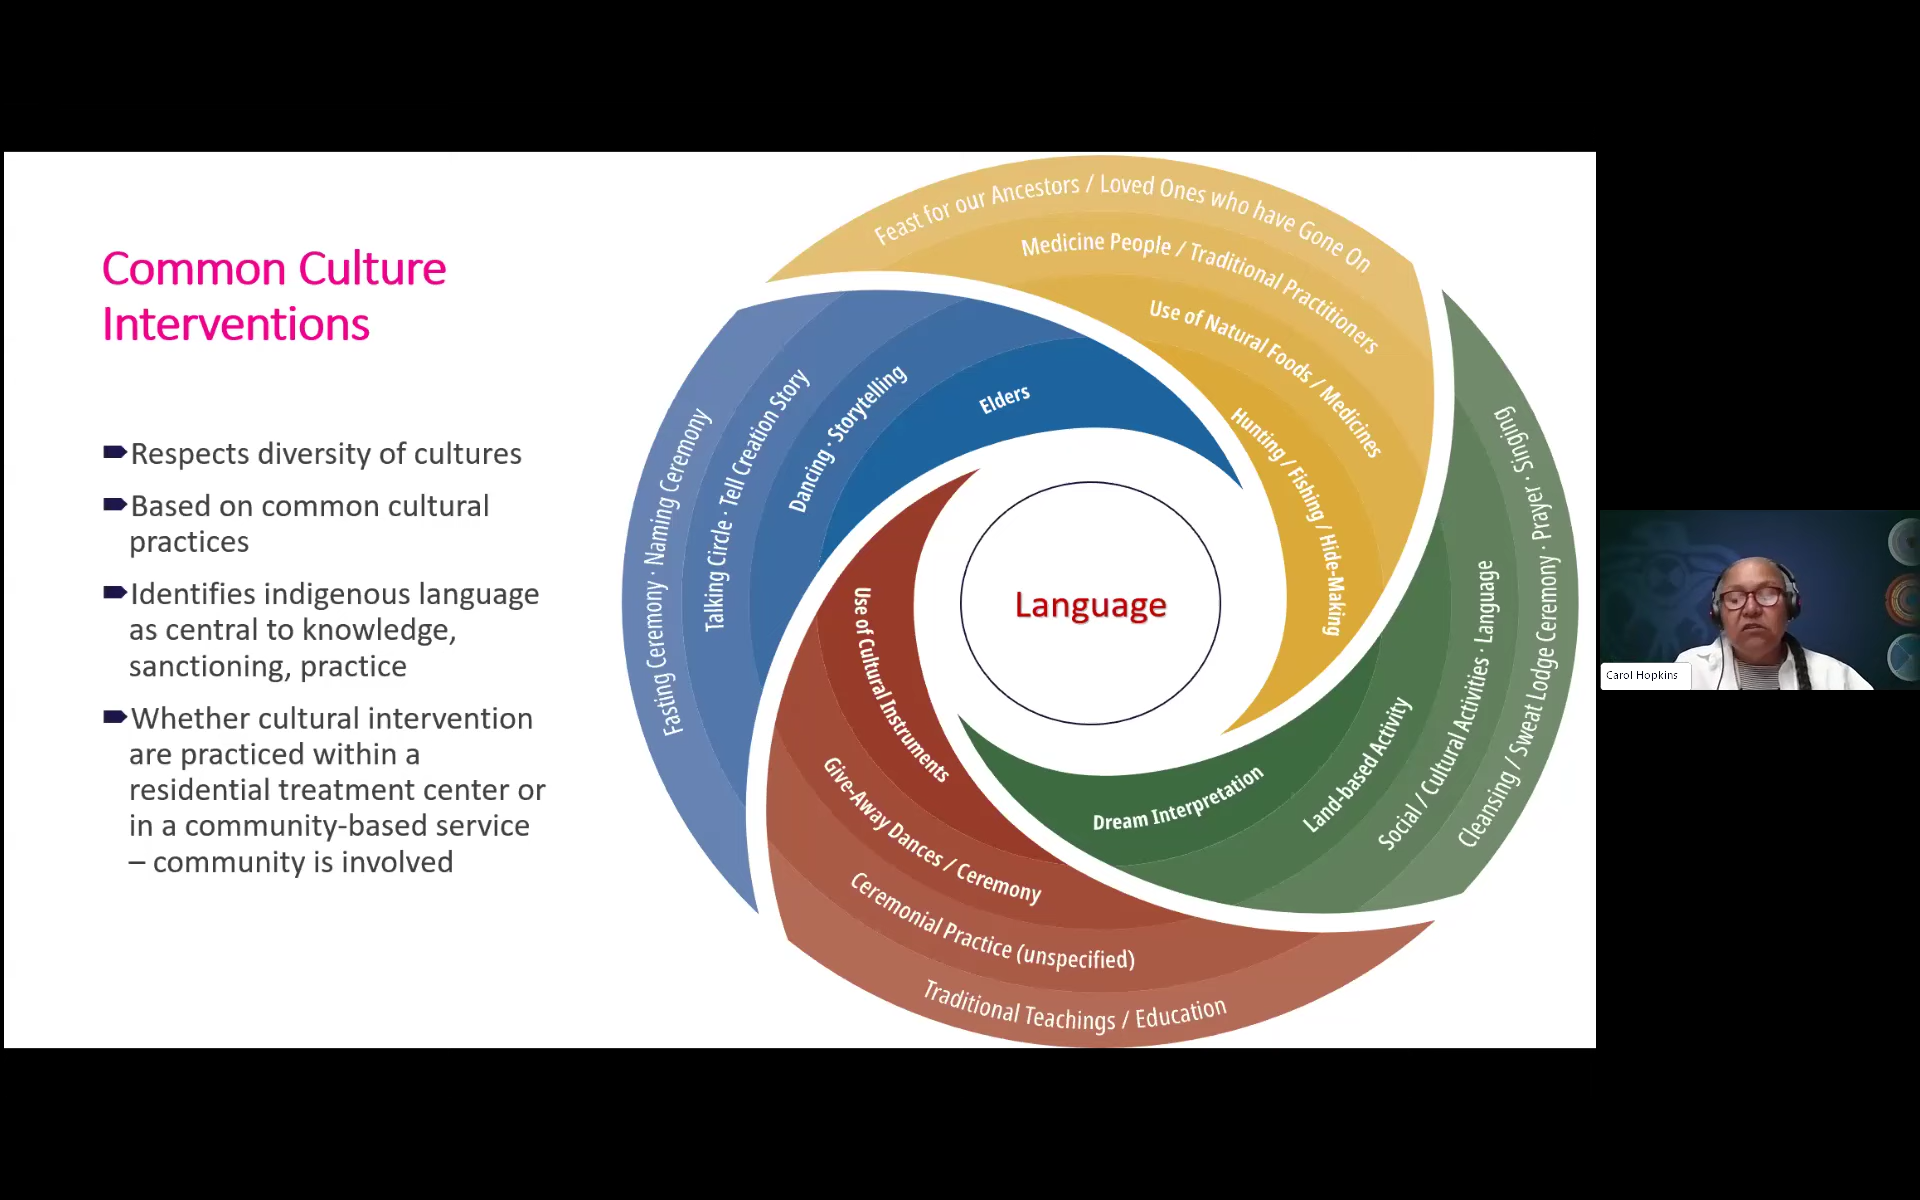 Common Culture
Interventions
Respects diversity of cultures
Based on common cultural
practices
Identifies indigenous language
as central to knowledge,
sanctioning, practice
Whether cultural intervention
are practiced within a
residential treatment center or
in a community-based service
– community is involved
Feast for our Ancestors / Loved Ones who have Gone On
Medicine People / Traditional Practitioners
Use of Natural Foods / Medicines
Hunting / Fishing / Hide-Making
Fasting Ceremony · Naming Ceremony
Talking Circle · Tell Creation Story
Dancing · Storytelling
Elders
Language
Cleansing / Sweat Lodge Ceremony · Prayer · Singing
Social / Cultural Activities · Language
Land-based Activity
Dream Interpretation
Use of Cultural Instruments
Give-Away Dances / Ceremony
Ceremonial Practice (unspecified)
Traditional Teachings / Education
Carol Hopkins